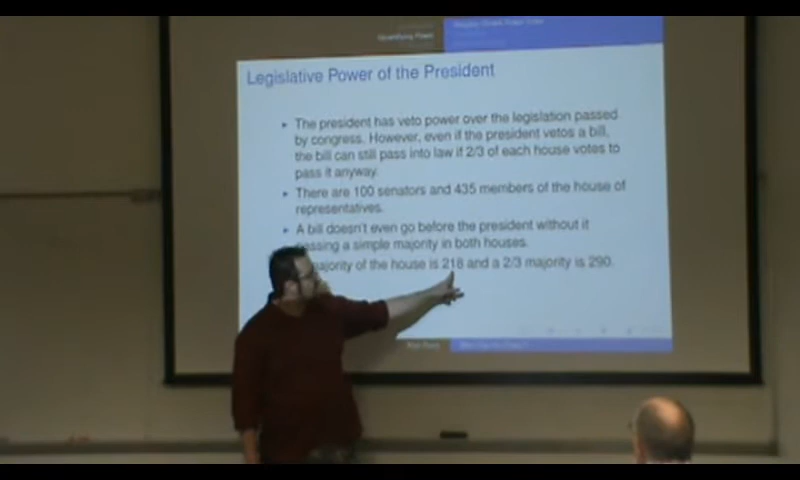 Quantifying Power
Legislative Power of the President
The president has veto power over the legislation passed
by congress. However, even if the president vetos a bill,
the bill can still pass into law if 2/3 of each house votes to
pass it anyway.
There are 100 senators and 435 members of the house of
representatives.
A bill doesn't even go before the president without it
passing a simple majority in both houses.
majority of the house is 218 and a 2/3 majority is 290.